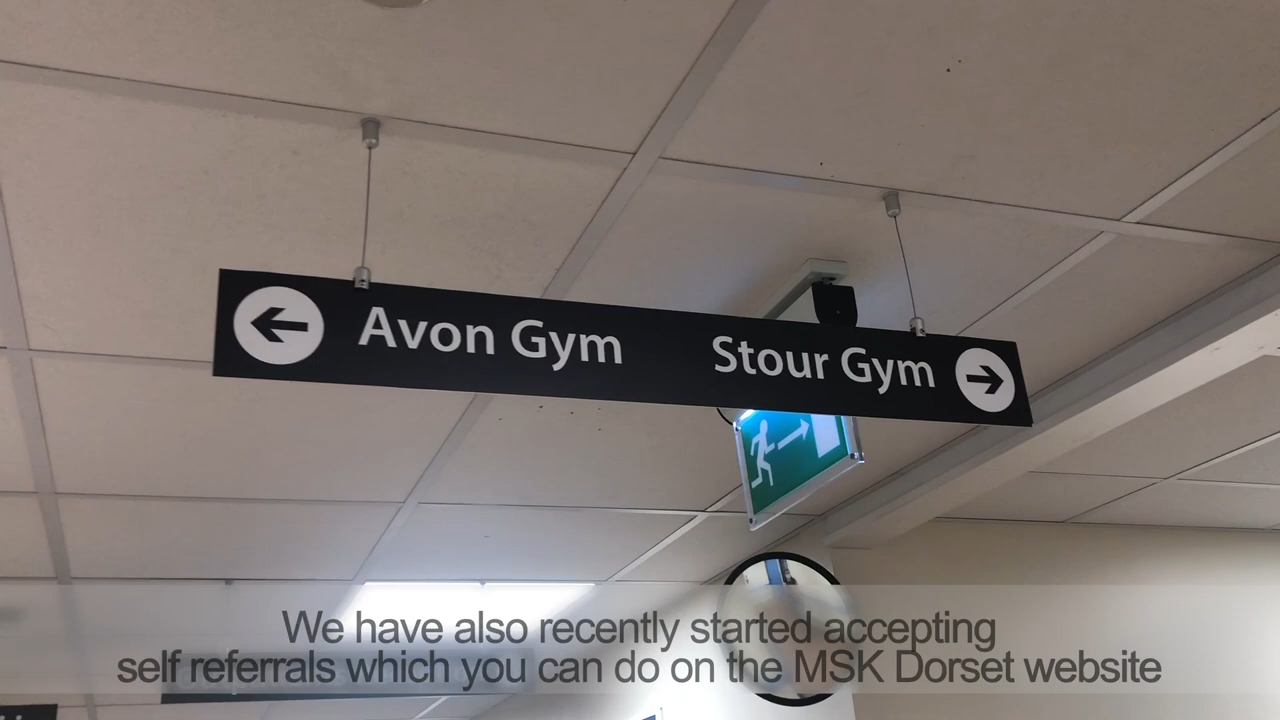 Avon Gym Stour Gym
We have also recently started accepting
self referrals which you can do on the MSK Dorset website